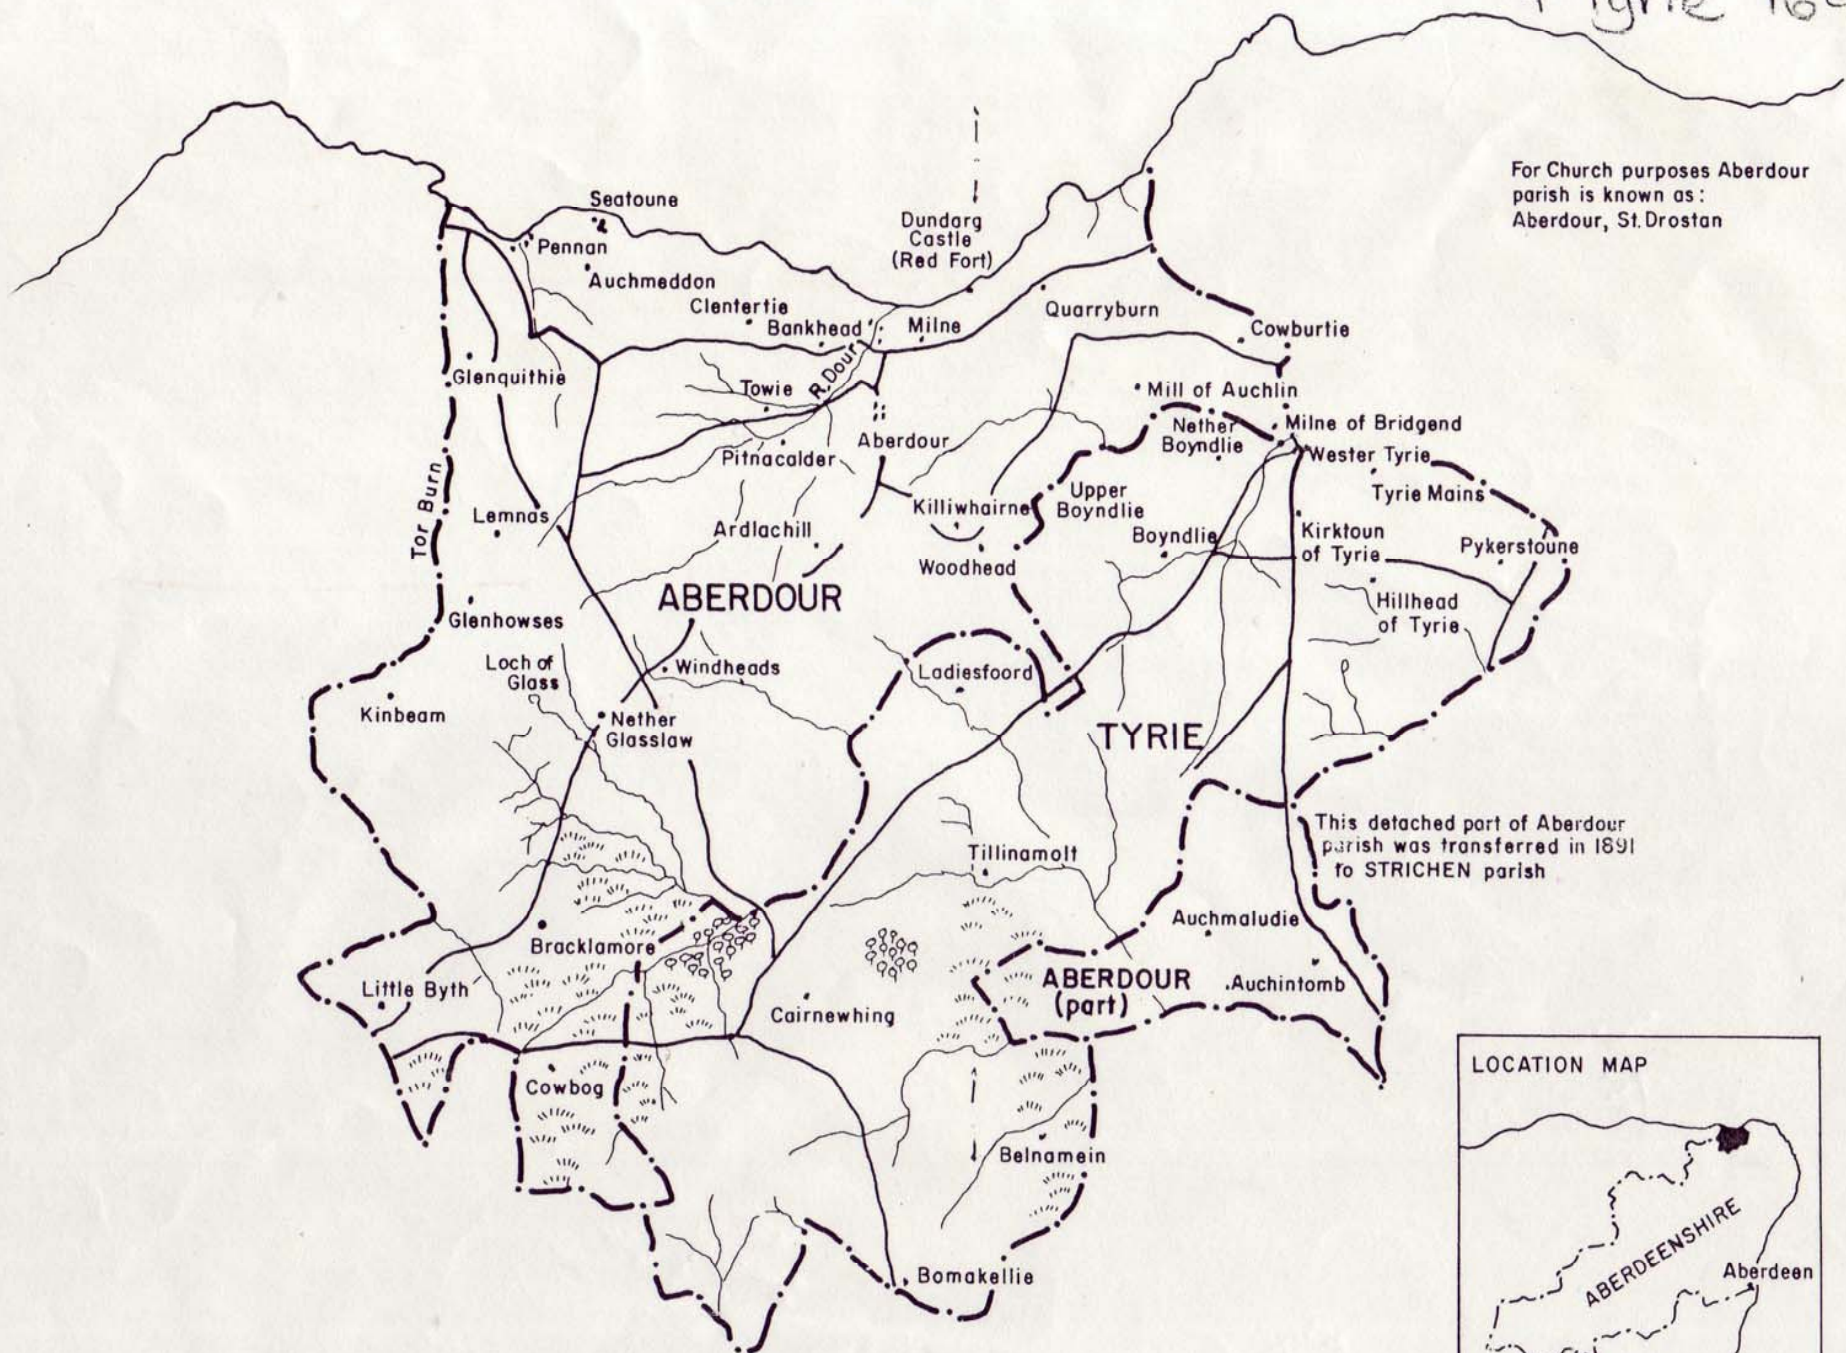 Tyrie
For Church purposes Aberdour
parish is known as:
Aberdour, St. Drostan
Seatoune
Dundarg
Castle
(Red Fort)
Pennan
Auchmeddan
Clentertie
Bankhead
Milne
Quarryburn
Cowburtie
R. Dour
Glenquithie
Towie
Mill of Auchlin
Nether
Boyndlie
Milne of Bridgend
Aberdour
Pitnacalder
Wester Tyrie
Tyrie Mains
Tor Burn
Upper
Boyndlie
Killiwhairne
Lemnas
Ardlachill
Boyndlie
Kirktoun
of Tyrie
Pykerstoune
Woodhead
ABERDOUR
Hillhead
of Tyrie
Glenhowses
Loch of
Glass
Windheads
Ladiesfoord
Kinbeam
Nether
Glasslaw
TYRIE
This detached part of Aberdour
parish was transferred in 1891
to STRICHEN parish
Tillinamolt
Auchmaludie
Bracklamore
ABERDOUR
(part)
Auchintomb
Little Byth
Cairnewhing
Cowbog
Belnamein
Bomakellie
LOCATION MAP
ABERDEENSHIRE
Aberdeen